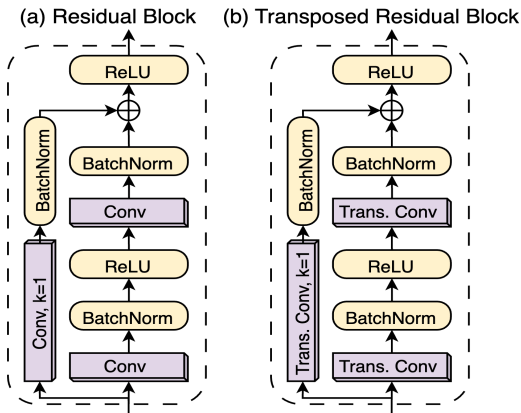 (a) Residual Block
ReLU
BatchNorm
BatchNorm
Conv
ReLU
Conv, k=1
BatchNorm
Conv
(b) Transposed Residual Block
ReLU
BatchNorm
BatchNorm
Trans. Conv
ReLU
Trans. Conv, k=1
BatchNorm
Trans. Conv